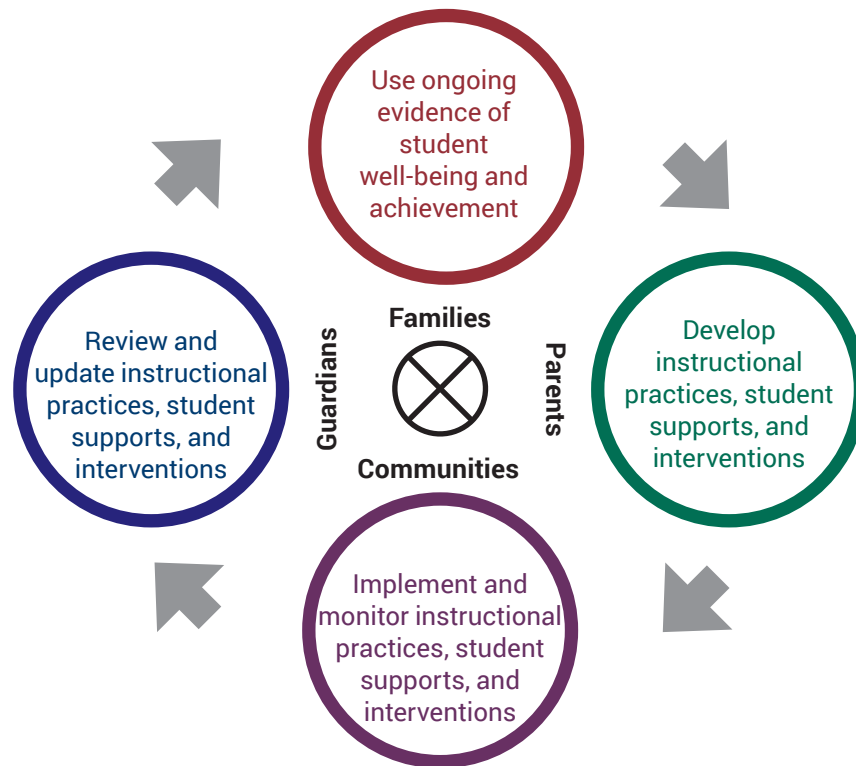 Use ongoing
evidence of
student
well-being and
achievement
Families
Guardians
Parents
Communities
Review and
update instructional
practices, student
supports, and
interventions
Develop
instructional
practices, student
supports, and
interventions
Implement and
monitor instructional
practices, student
supports, and
interventions